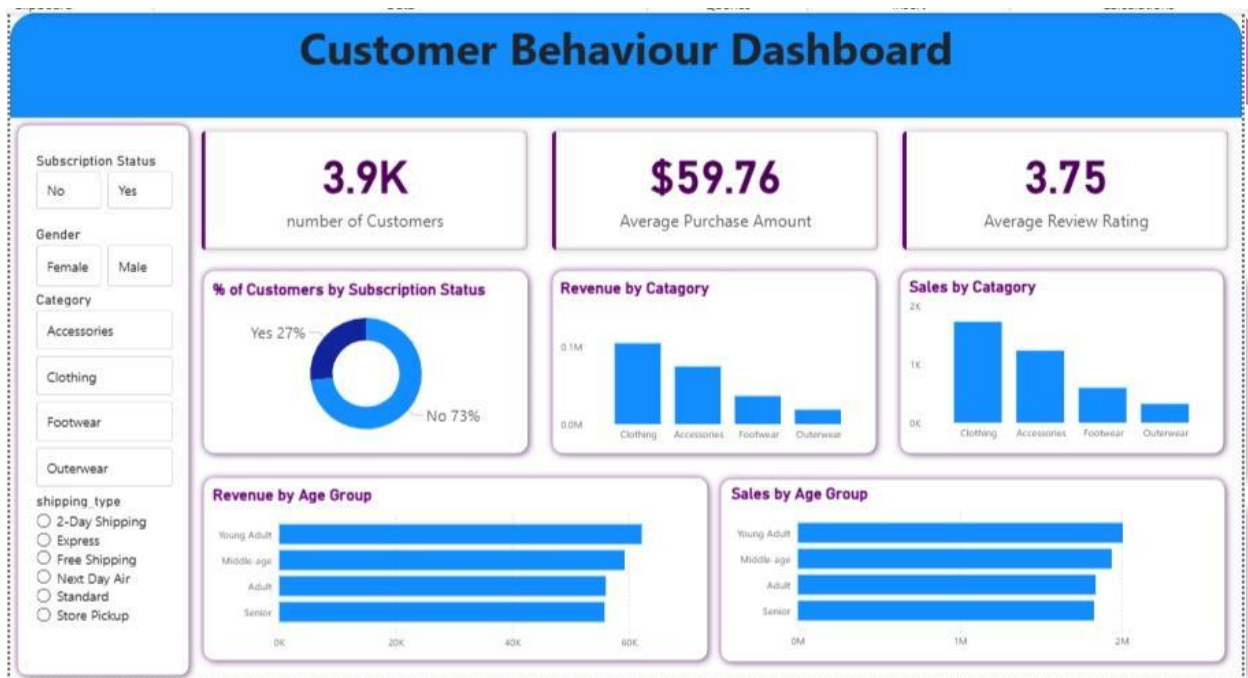 Customer Behaviour Dashboard
Subscription Status
No Yes
Gender
Female Male
Category
Accessories
Clothing
Footwear
Outerwear
shipping_type
2-Day Shipping
Express
Free Shipping
Next Day Air
Standard
Store Pickup
3.9K
number of Customers
$59.76
Average Purchase Amount
3.75
Average Review Rating
% of Customers by Subscription Status
Yes 27%
No 73%
Revenue by Catagory
0.1M
0.0M
Clothing Accessories Footwear Outerwear
Sales by Catagory
2K
1K
0K
Clothing Accessories Footwear Outerwear
Revenue by Age Group
Young Adult
Middle-age
Adult
Senior
0K 20K 40K 60K
Sales by Age Group
Young Adult
Middle-age
Adult
Senior
0M 1M 2M